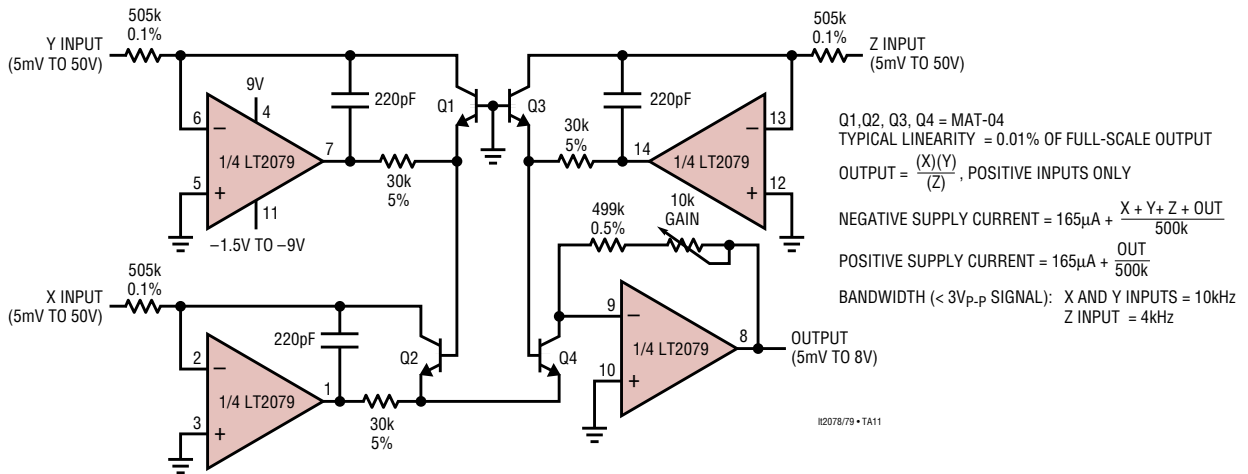 505k
0.1%
Y INPUT
(5mV TO 50V)
9V
4
6
–
220pF
Q1
Q3
220pF
505k
0.1%
Z INPUT
(5mV TO 50V)
13
–
7
1/4 LT2079
30k
5%
30k
5%
14
1/4 LT2079
5
+
11
–1.5V TO –9V
12
+
Q1,Q2, Q3, Q4 = MAT-04
TYPICAL LINEARITY = 0.01% OF FULL-SCALE OUTPUT
OUTPUT = (X)(Y)
(Z)
, POSITIVE INPUTS ONLY
NEGATIVE SUPPLY CURRENT = 165µA + X + Y+ Z + OUT
500k
POSITIVE SUPPLY CURRENT = 165µA + OUT
500k
BANDWIDTH (< 3VP-P SIGNAL): X AND Y INPUTS = 10kHz
Z INPUT = 4kHz
505k
0.1%
X INPUT
(5mV TO 50V)
2
–
220pF
Q2
Q4
1
1/4 LT2079
30k
5%
3
+
499k
0.5%
10k
GAIN
9
–
8
1/4 LT2079
10
+
OUTPUT
(5mV TO 8V)
lt2078/79 • TA11